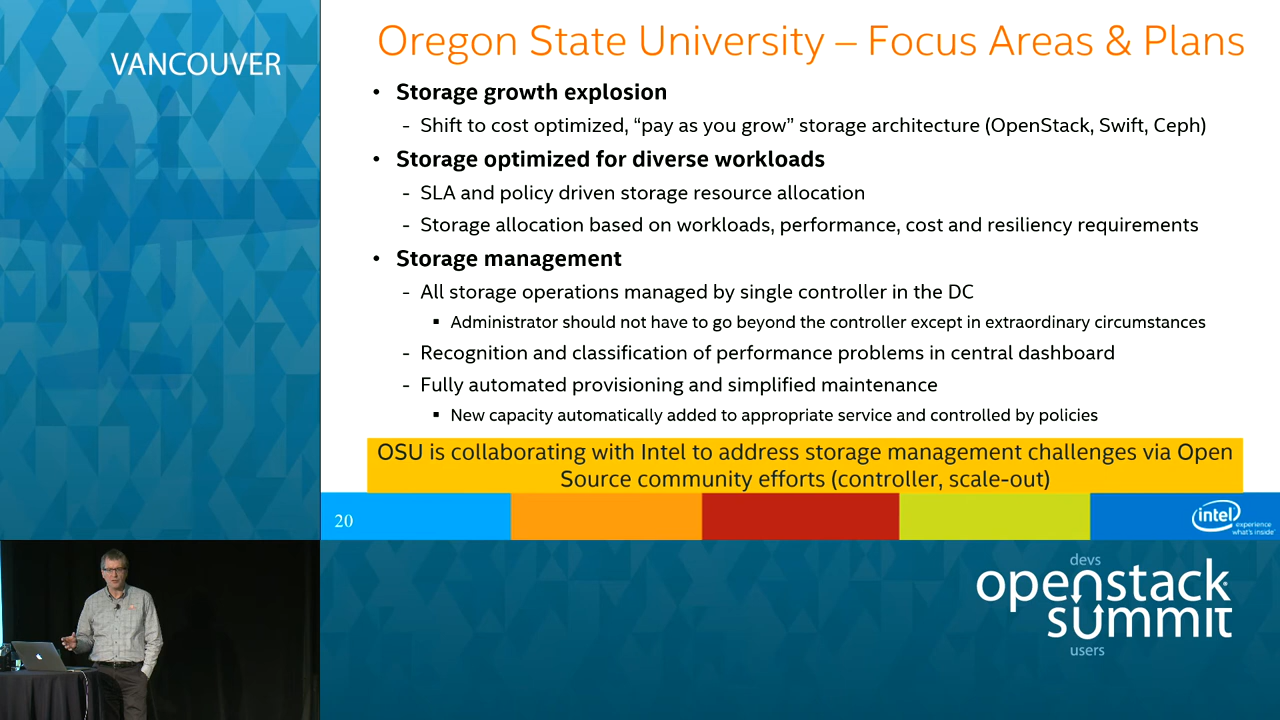 VANCOUVER
Oregon State University – Focus Areas & Plans
• Storage growth explosion
- Shift to cost optimized, “pay as you grow” storage architecture (OpenStack, Swift, Ceph)
• Storage optimized for diverse workloads
- SLA and policy driven storage resource allocation
- Storage allocation based on workloads, performance, cost and resiliency requirements
• Storage management
- All storage operations managed by single controller in the DC
▪ Administrator should not have to go beyond the controller except in extraordinary circumstances
- Recognition and classification of performance problems in central dashboard
- Fully automated provisioning and simplified maintenance
▪ New capacity automatically added to appropriate service and controlled by policies
OSU is collaborating with Intel to address storage management challenges via Open
Source community efforts (controller, scale-out)
20
intel
experience
what's inside
devs
openstack
summit
users